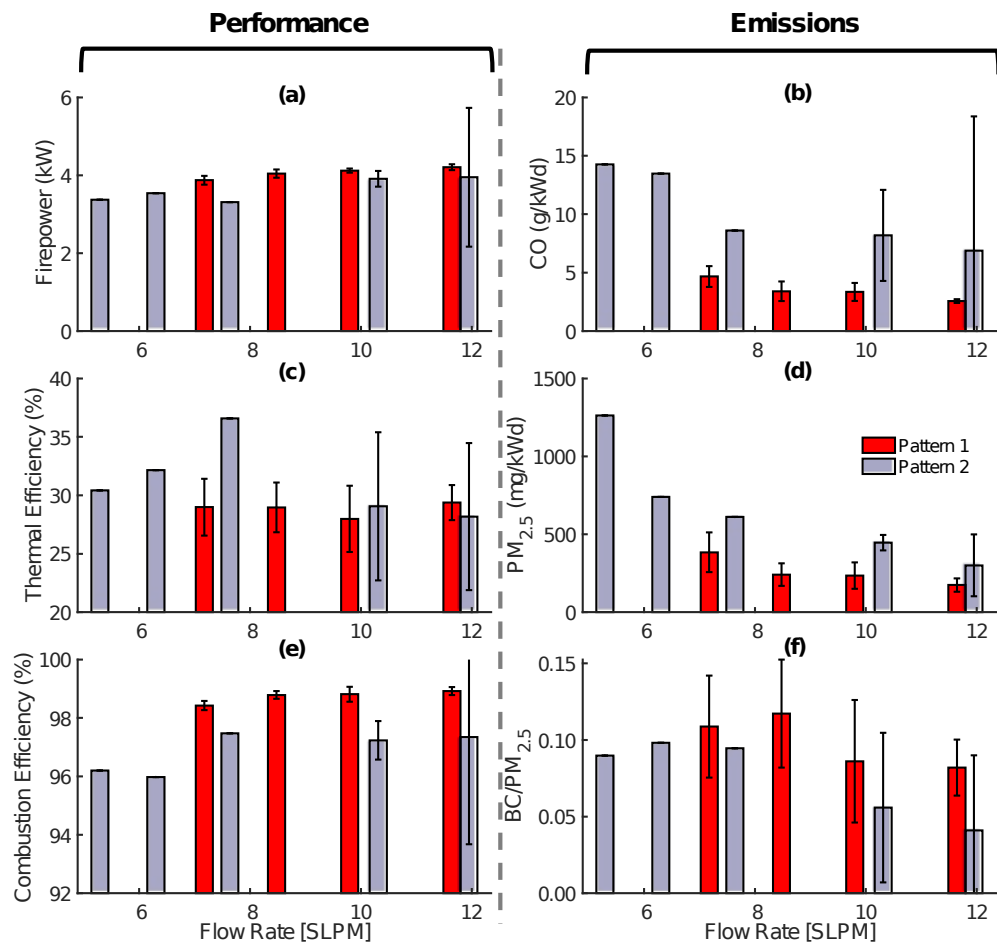 Performance
Emissions
(a)
Firepower (kW)
6
4
2
0
6 8 10 12
(b)
CO (g/kWd)
20
15
10
5
0
6 8 10 12
(c)
Thermal Efficiency (%)
40
35
30
25
20
6 8 10 12
(d)
PM2.5 (mg/kWd)
1500
1000
500
0
6 8 10 12
Pattern 1
Pattern 2
(e)
Combustion Efficiency (%)
100
98
96
94
92
6 8 10 12
Flow Rate [SLPM]
(f)
BC/PM2.5
0.15
0.10
0.05
0.00
6 8 10 12
Flow Rate [SLPM]